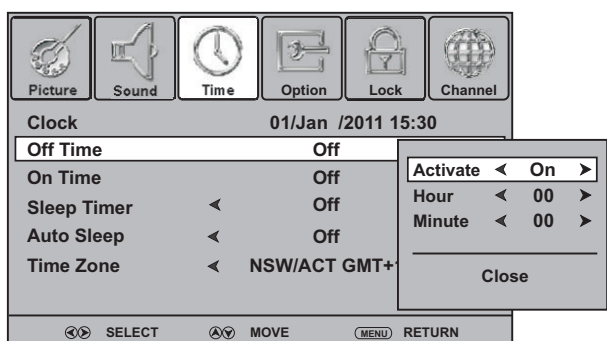 Picture Sound Time Option Lock Channel
Clock 01/Jan /2011 15:30
Off Time Off
On Time Off
Sleep Timer Off
Auto Sleep Off
Time Zone NSW/ACT GMT+
Activate On
Hour 00
Minute 00
Close
SELECT MOVE MENU RETURN